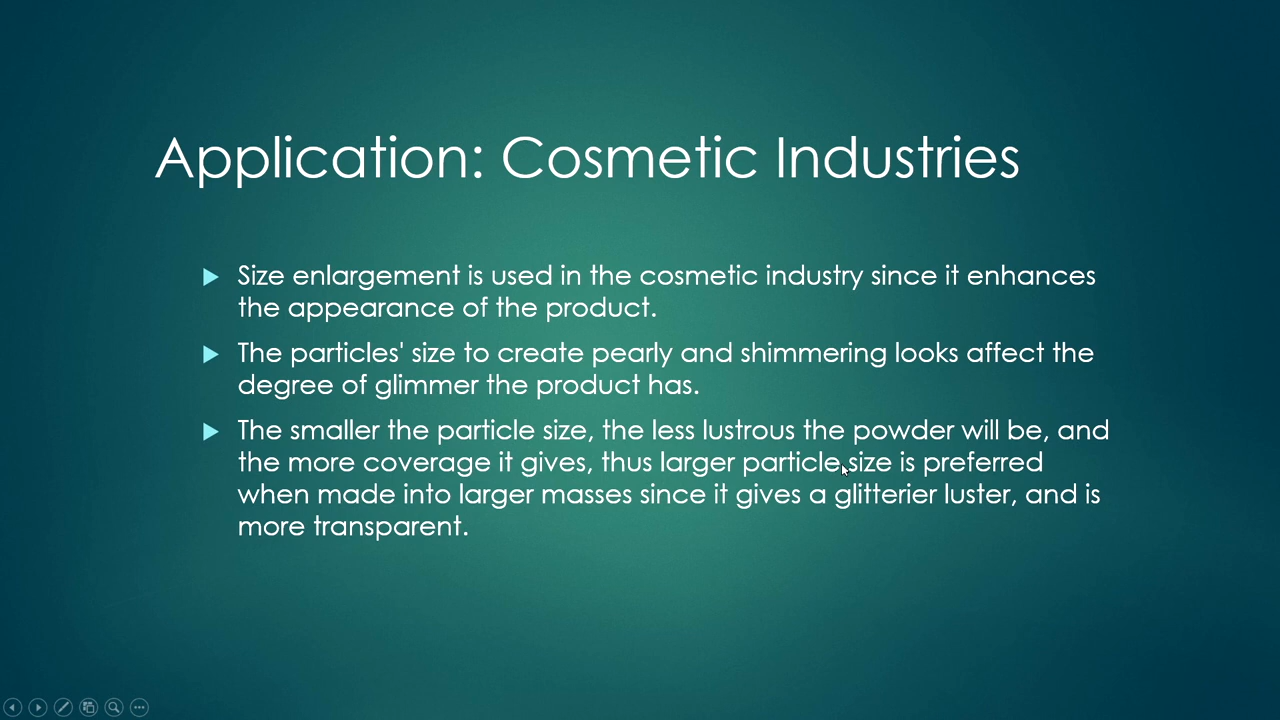 Application: Cosmetic Industries
Size enlargement is used in the cosmetic industry since it enhances
the appearance of the product.
The particles' size to create pearly and shimmering looks affect the
degree of glimmer the product has.
The smaller the particle size, the less lustrous the powder will be, and
the more coverage it gives, thus larger particle size is preferred
when made into larger masses since it gives a glitterier luster, and is
more transparent.